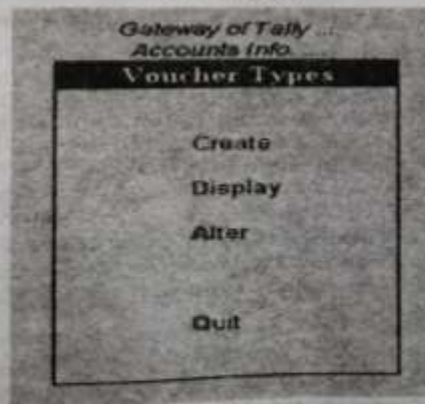 Gateway of Tally ...
Accounts Info. ...
Voucher Types
Create
Display
Alter
Quit